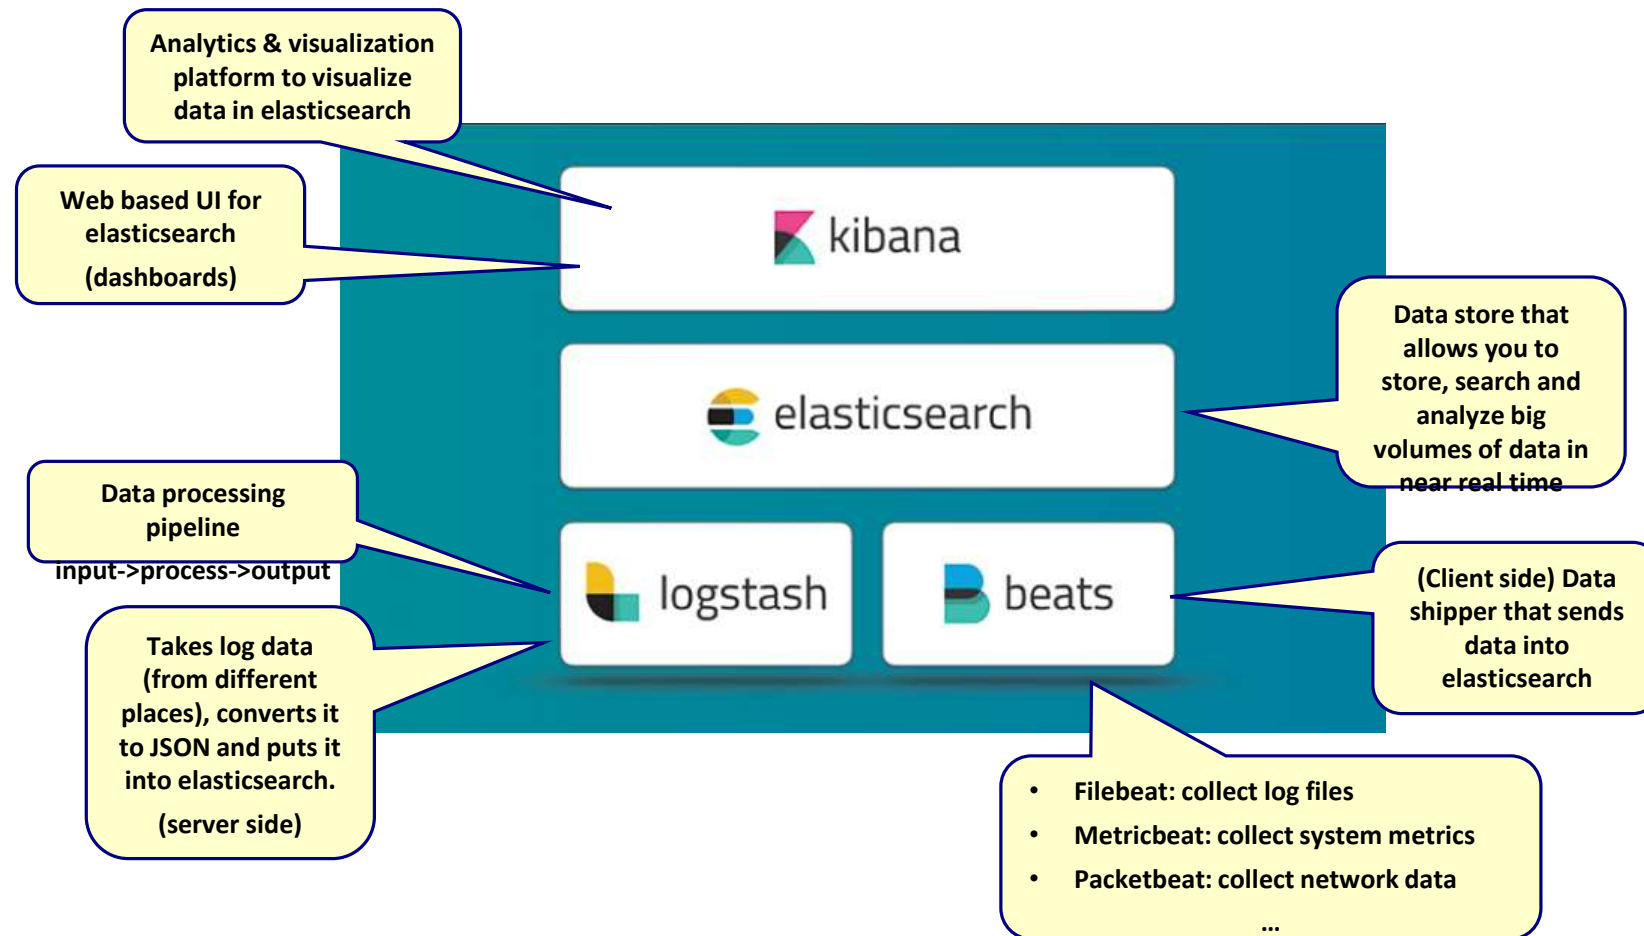 Analytics & visualization
platform to visualize
data in elasticsearch
Web based UI for
elasticsearch
(dashboards)
kibana
Data store that
allows you to
store, search and
analyze big
volumes of data in
near real time
elasticsearch
Data processing
pipeline
input->process->output
logstash
beats
(Client side) Data
shipper that sends
data into
elasticsearch
Takes log data
(from different
places), converts it
to JSON and puts it
into elasticsearch.
(server side)
• Filebeat: collect log files
• Metricbeat: collect system metrics
• Packetbeat: collect network data
…